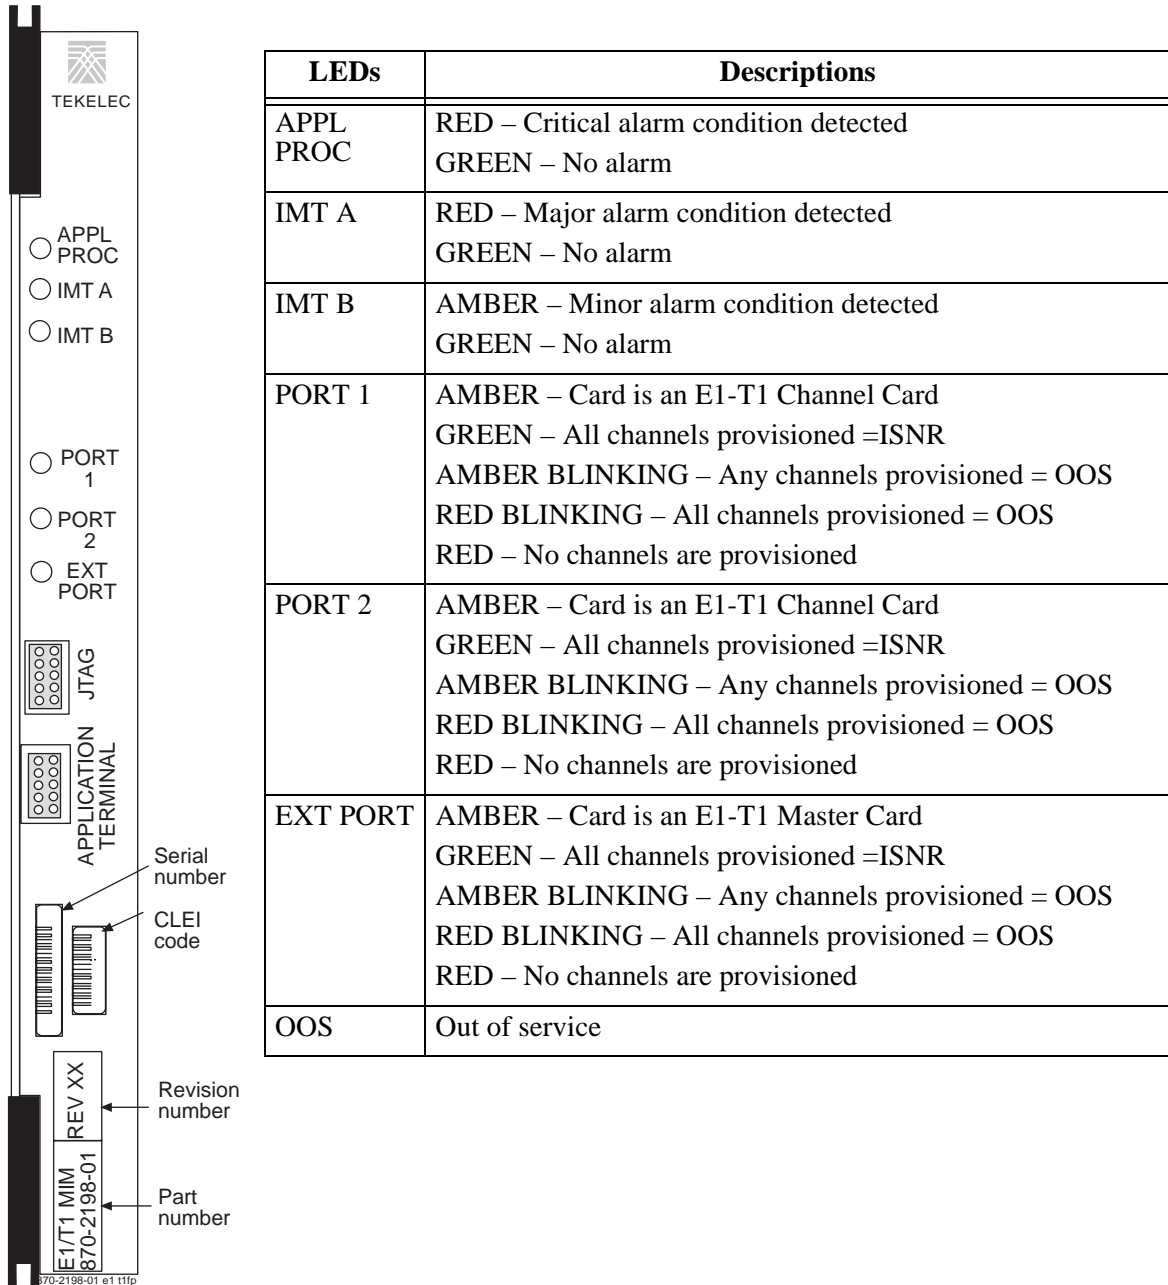 TEKELEC
APPL
PROC
IMT A
IMT B
PORT
1
PORT
2
EXT
PORT
JTAG
APPLICATION
TERMINAL
Serial
number
CLEI
code
REV XX
Revision
number
E1/T1 MIM
870-2198-01
Part
number
870-2198-01 e1 t1fp
LEDs Descriptions
APPL
PROC
RED – Critical alarm condition detected
GREEN – No alarm
IMT A RED – Major alarm condition detected
GREEN – No alarm
IMT B AMBER – Minor alarm condition detected
GREEN – No alarm
PORT 1 AMBER – Card is an E1-T1 Channel Card
GREEN – All channels provisioned =ISNR
AMBER BLINKING – Any channels provisioned = OOS
RED BLINKING – All channels provisioned = OOS
RED – No channels are provisioned
PORT 2 AMBER – Card is an E1-T1 Channel Card
GREEN – All channels provisioned =ISNR
AMBER BLINKING – Any channels provisioned = OOS
RED BLINKING – All channels provisioned = OOS
RED – No channels are provisioned
EXT PORT AMBER – Card is an E1-T1 Master Card
GREEN – All channels provisioned =ISNR
AMBER BLINKING – Any channels provisioned = OOS
RED BLINKING – All channels provisioned = OOS
RED – No channels are provisioned
OOS Out of service